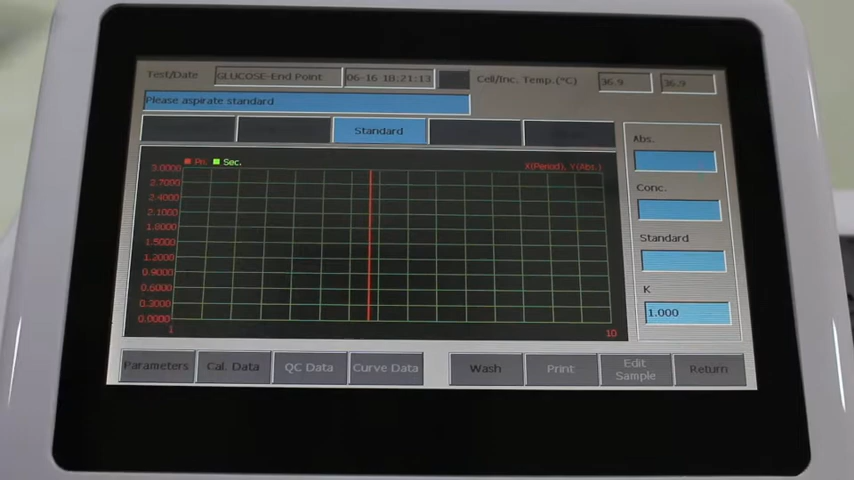 Test/Date GLUCOSE-End Point 06-16 18:21:13 Cell/Inc. Temp.(°C) 36.9 36.9
Please aspirate standard
Standard
Pri. Sec. X(Period), Y(Abs.)
3.0000
2.7000
2.4000
2.1000
1.8000
1.5000
1.2000
0.9000
0.6000
0.3000
0.0000
1 10
Abs.
Conc.
Standard
K
1.000
Parameters Cal. Data QC Data Curve Data Wash Print Edit Sample Return